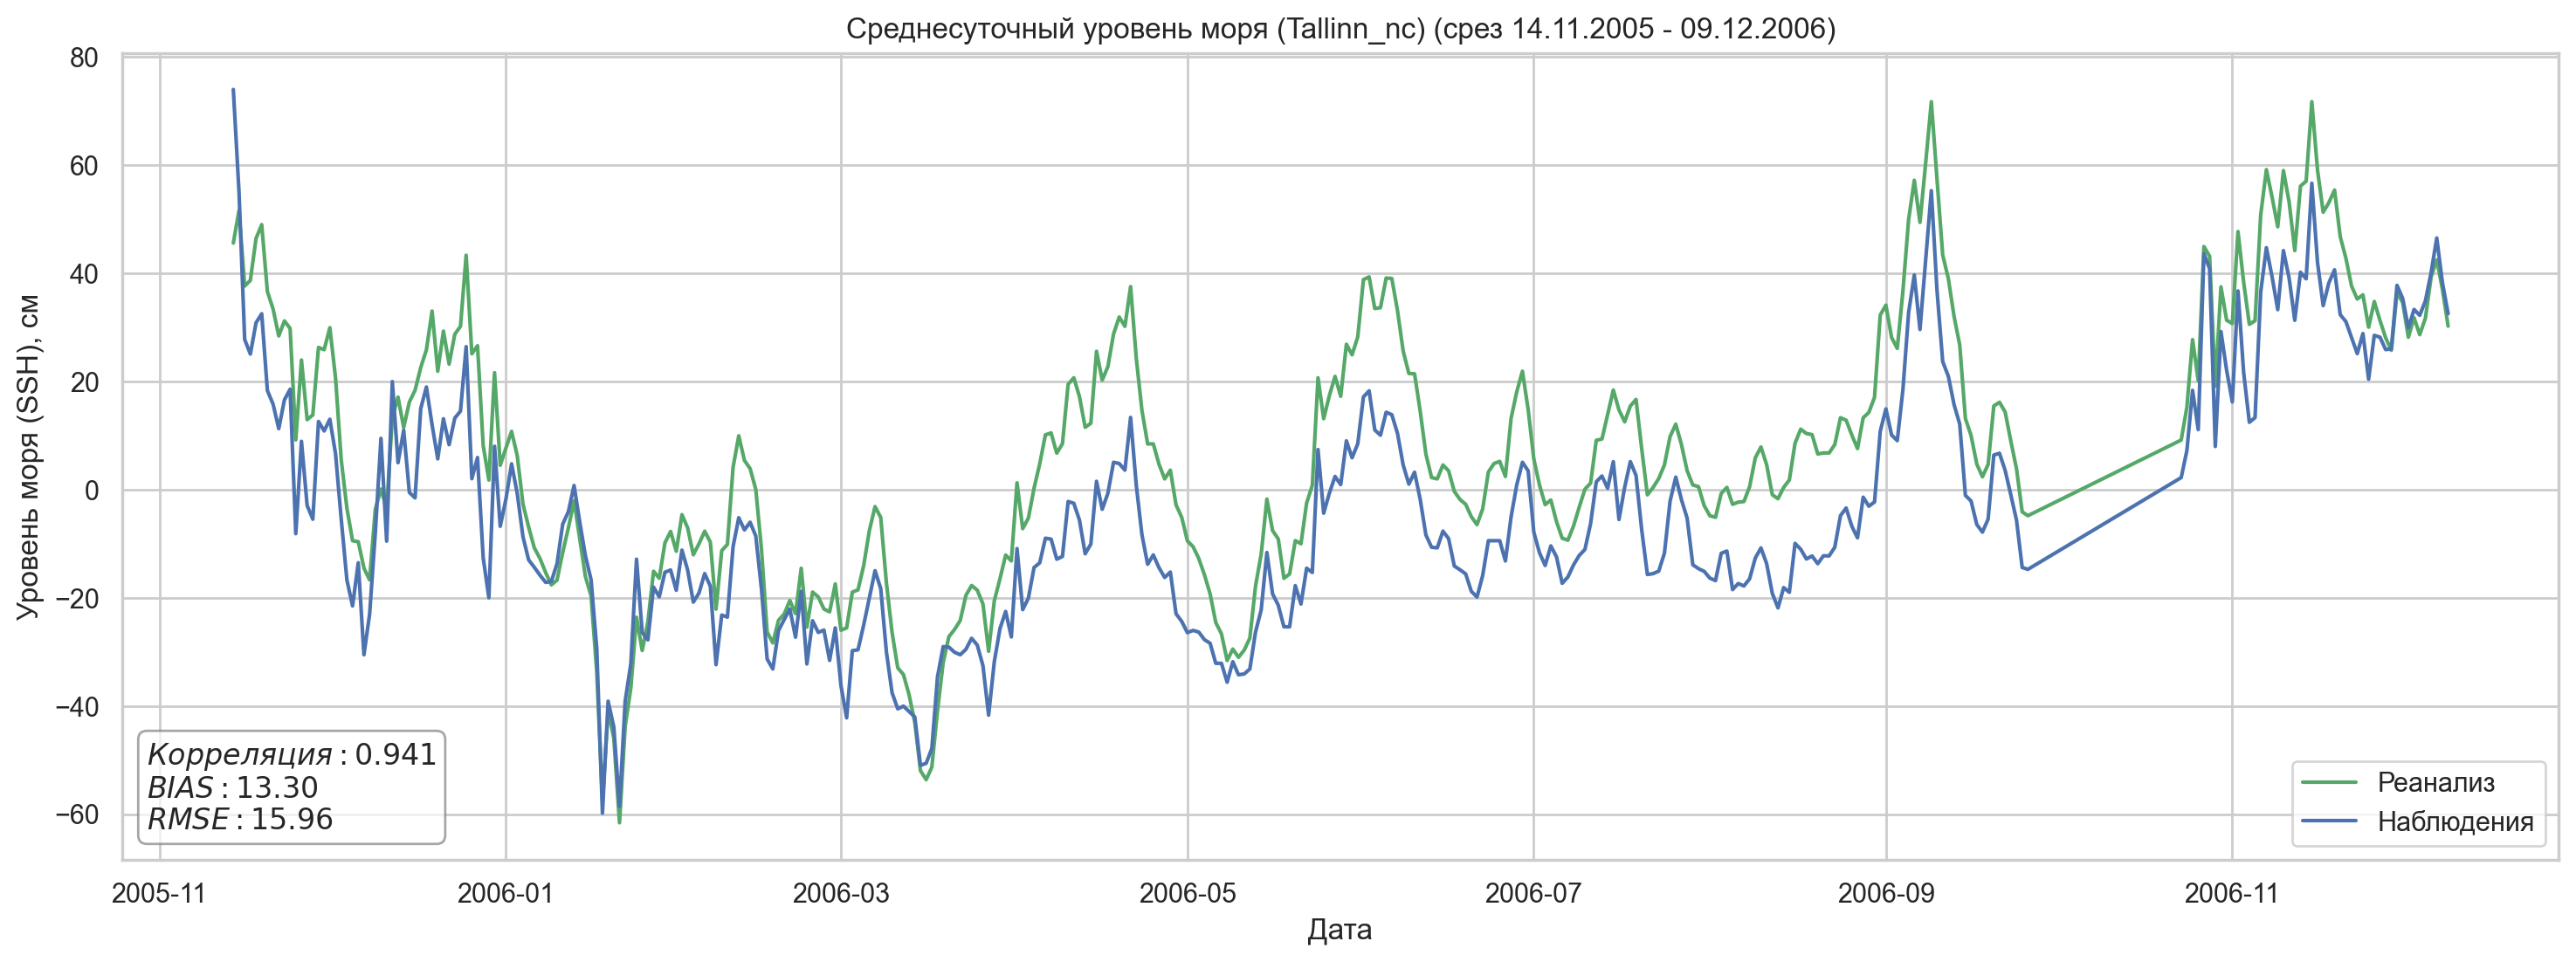 Среднесуточный уровень моря (Tallinn_nc) (срез 14.11.2005 - 09.12.2006)
Уровень моря (SSH), см
80
60
40
20
0
−20
−40
−60
Корреляция : 0.941
BIAS : 13.30
RMSE : 15.96
Реанализ
Наблюдения
2005-11
2006-01
2006-03
2006-05
2006-07
2006-09
2006-11
Дата